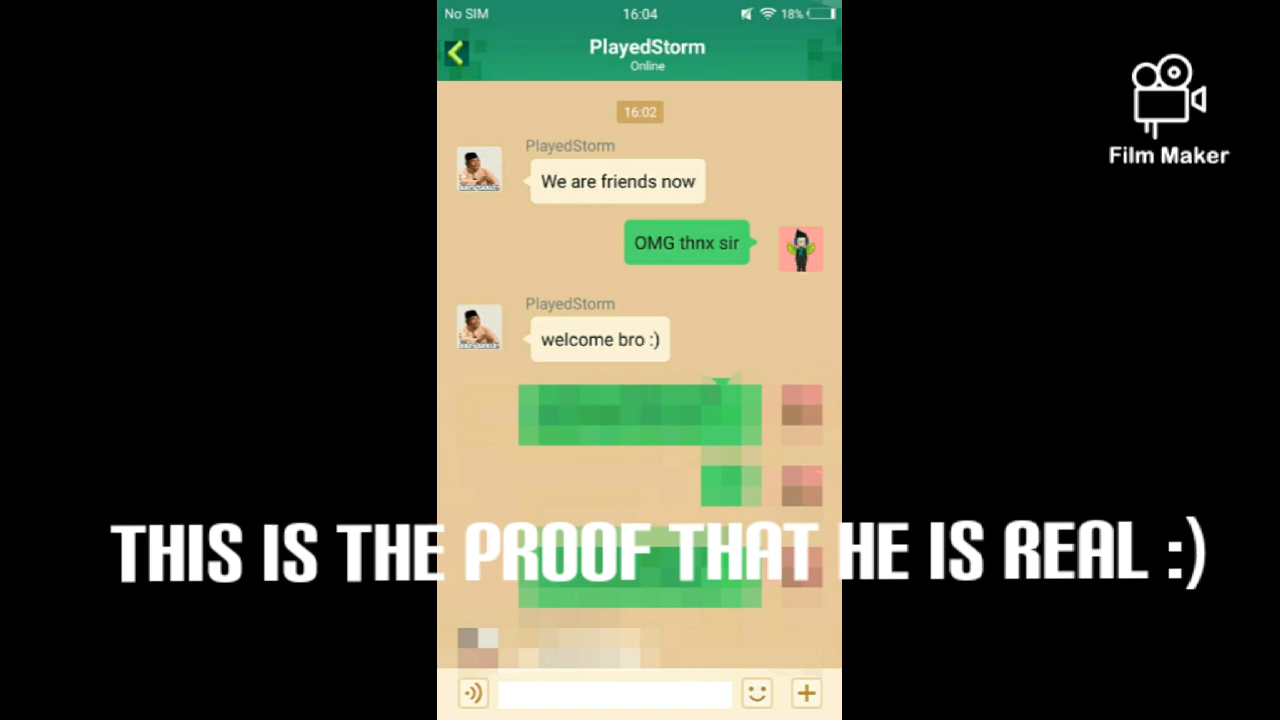 No SIM 16:04 18%
PlayedStorm
Online
Film Maker
16:02
PlayedStorm
We are friends now
OMG thnx sir
PlayedStorm
welcome bro :)
THIS IS THE PROOF THAT HE IS REAL :)